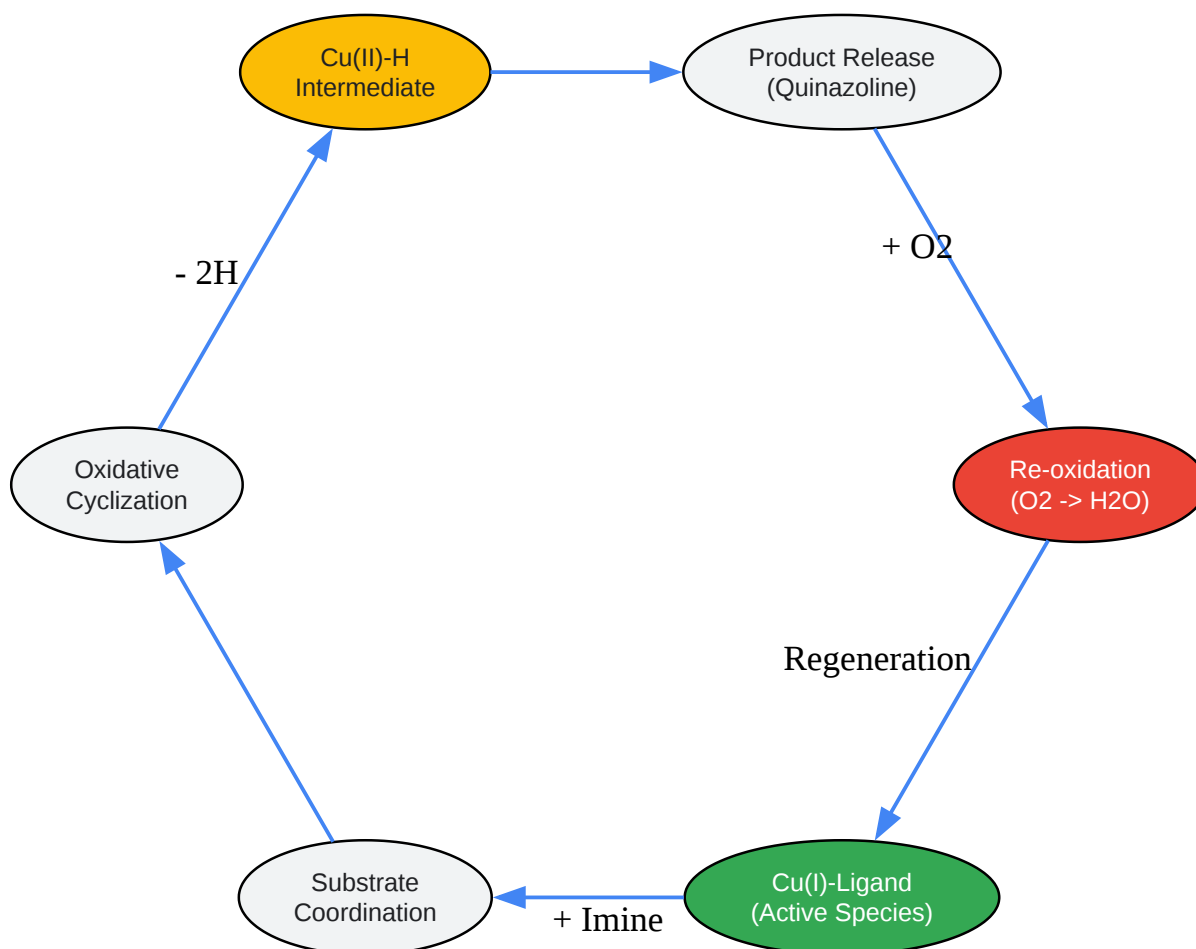 Cu(II)-H
Intermediate
Product Release
(Quinazoline)
+ O2
- 2H
Oxidative
Cyclization
Re-oxidation
(O2 -> H2O)
Regeneration
Substrate
Coordination
+ Imine
Cu(I)-Ligand
(Active Species)